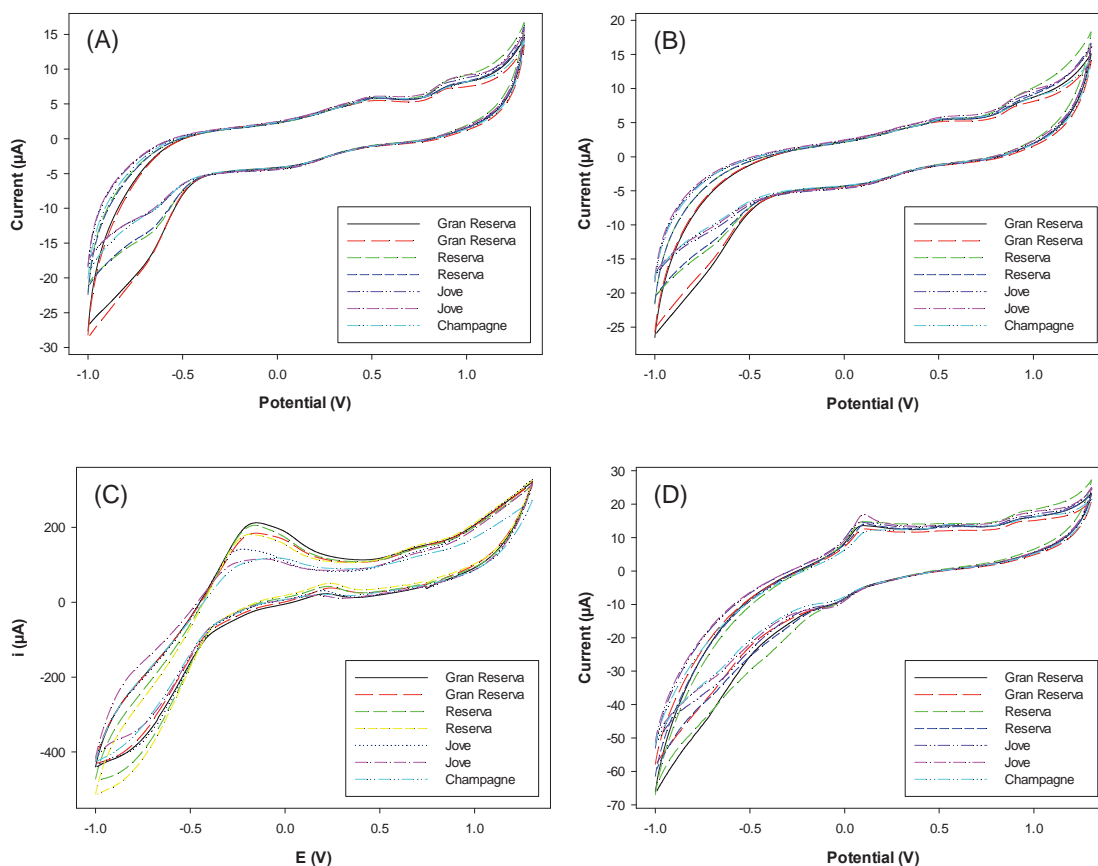 (A)
15
10
5
0
-5
-10
-15
-20
-25
-30
Current (µA)
-1.0 -0.5 0.0 0.5 1.0
Potential (V)
Gran Reserva
Gran Reserva
Reserva
Reserva
Jove
Jove
Champagne
(B)
20
15
10
5
0
-5
-10
-15
-20
-25
Current (µA)
-1.0 -0.5 0.0 0.5 1.0
Potential (V)
Gran Reserva
Gran Reserva
Reserva
Reserva
Jove
Jove
Champagne
(C)
200
0
-200
-400
i (µA)
-1.0 -0.5 0.0 0.5 1.0
E (V)
Gran Reserva
Gran Reserva
Reserva
Reserva
Jove
Jove
Champagne
(D)
30
20
10
0
-10
-20
-30
-40
-50
-60
-70
Current (µA)
-1.0 -0.5 0.0 0.5 1.0
Potential (V)
Gran Reserva
Gran Reserva
Reserva
Reserva
Jove
Jove
Champagne